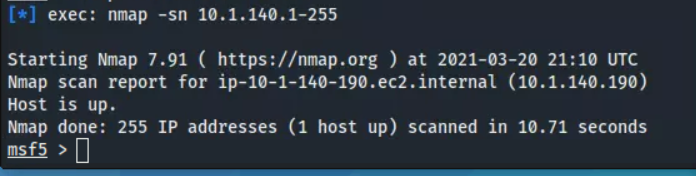 [*] exec: nmap -sn 10.1.140.1-255
Starting Nmap 7.91 ( https://nmap.org ) at 2021-03-20 21:10 UTC
Nmap scan report for ip-10-1-140-190.ec2.internal (10.1.140.190)
Host is up.
Nmap done: 255 IP addresses (1 host up) scanned in 10.71 seconds
msf5 >